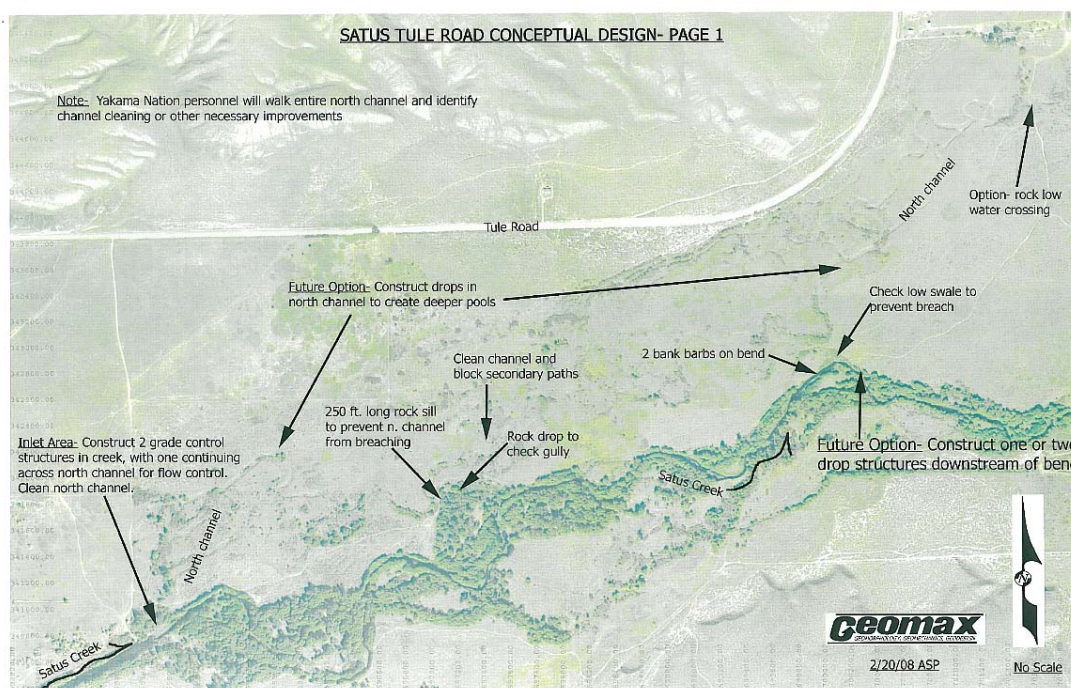 SATUS TULE ROAD CONCEPTUAL DESIGN- PAGE 1
Note- Yakama Nation personnel will walk entire north channel and identify
channel cleaning or other necessary improvements
North channel
Option- rock low
water crossing
Tule Road
Future Option- Construct drops in
north channel to create deeper pools
Check low swale to
prevent breach
2 bank barbs on bend
Clean channel and
block secondary paths
250 ft. long rock sill
to prevent n. channel
from breaching
Rock drop to
check gully
Inlet Area- Construct 2 grade control
structures in creek, with one continuing
across north channel for flow control.
Clean north channel.
Future Option- Construct one or two
drop structures downstream of ben
Satus Creek
North channel
Satus Creek
Geomax
GEOMORPHOLOGY, GEOMECHANICS, GEODESIGN
2/20/08 ASP
No Scale